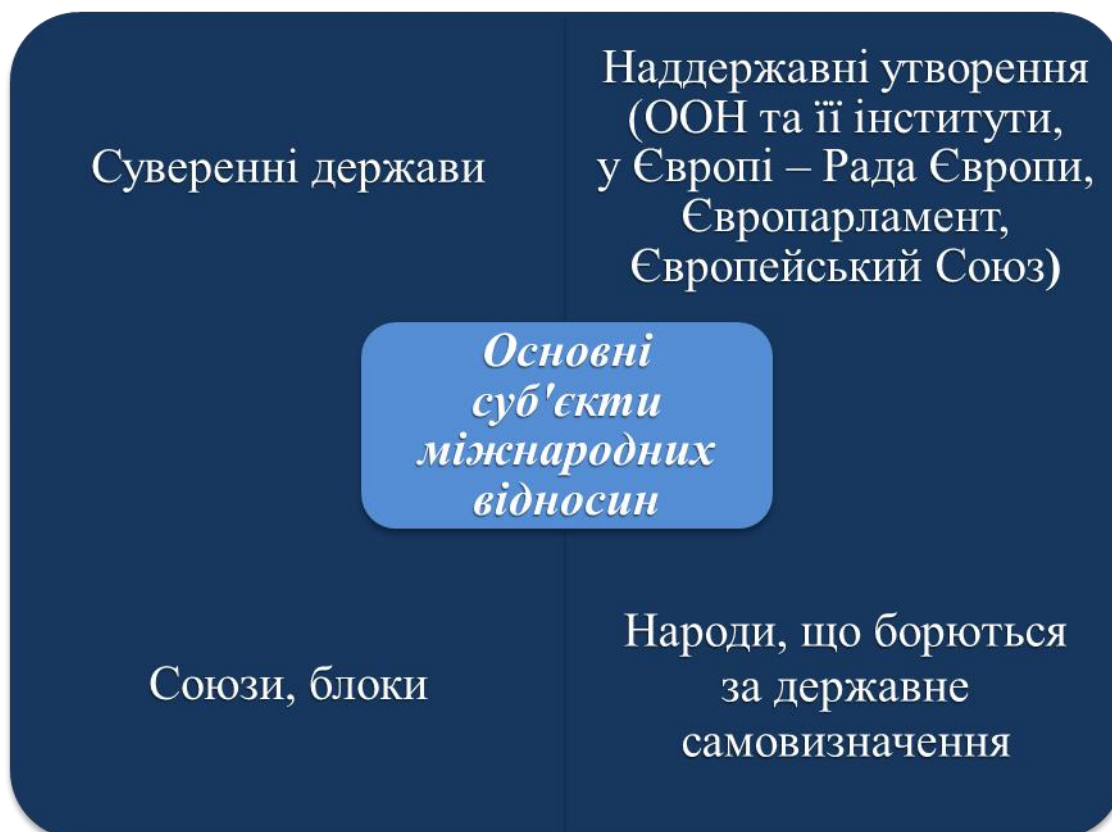 Суверенні держави
Наддержавні утворення
(ООН та її інститути,
у Європі – Рада Європи,
Європарламент,
Європейський Союз)
Основні
суб'єкти
міжнародних
відносин
Союзи, блоки
Народи, що борються
за державне
самовизначення